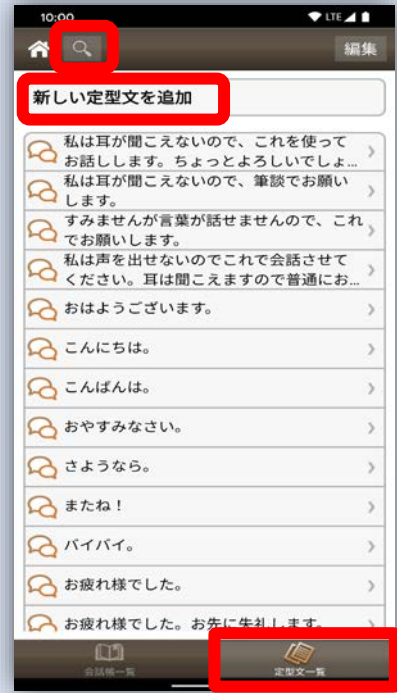 10:00
LTE
編集
新しい定型文を追加
私は耳が聞こえないので、これを使って
お話しします。ちょっとよろしいでしょ...
私は耳が聞こえないので、筆談でお願い
します。
すみませんが言葉が話せませんので、これ
でお願いします。
私は声を出せないのでこれで会話させて
ください。耳は聞こえますので普通にお...
おはようございます。
こんにちは。
こんばんは。
おやすみなさい。
さようなら。
またね！
バイバイ。
お疲れ様でした。
お疲れ様でした。お先に失礼します。
会話帳一覧
定型文一覧